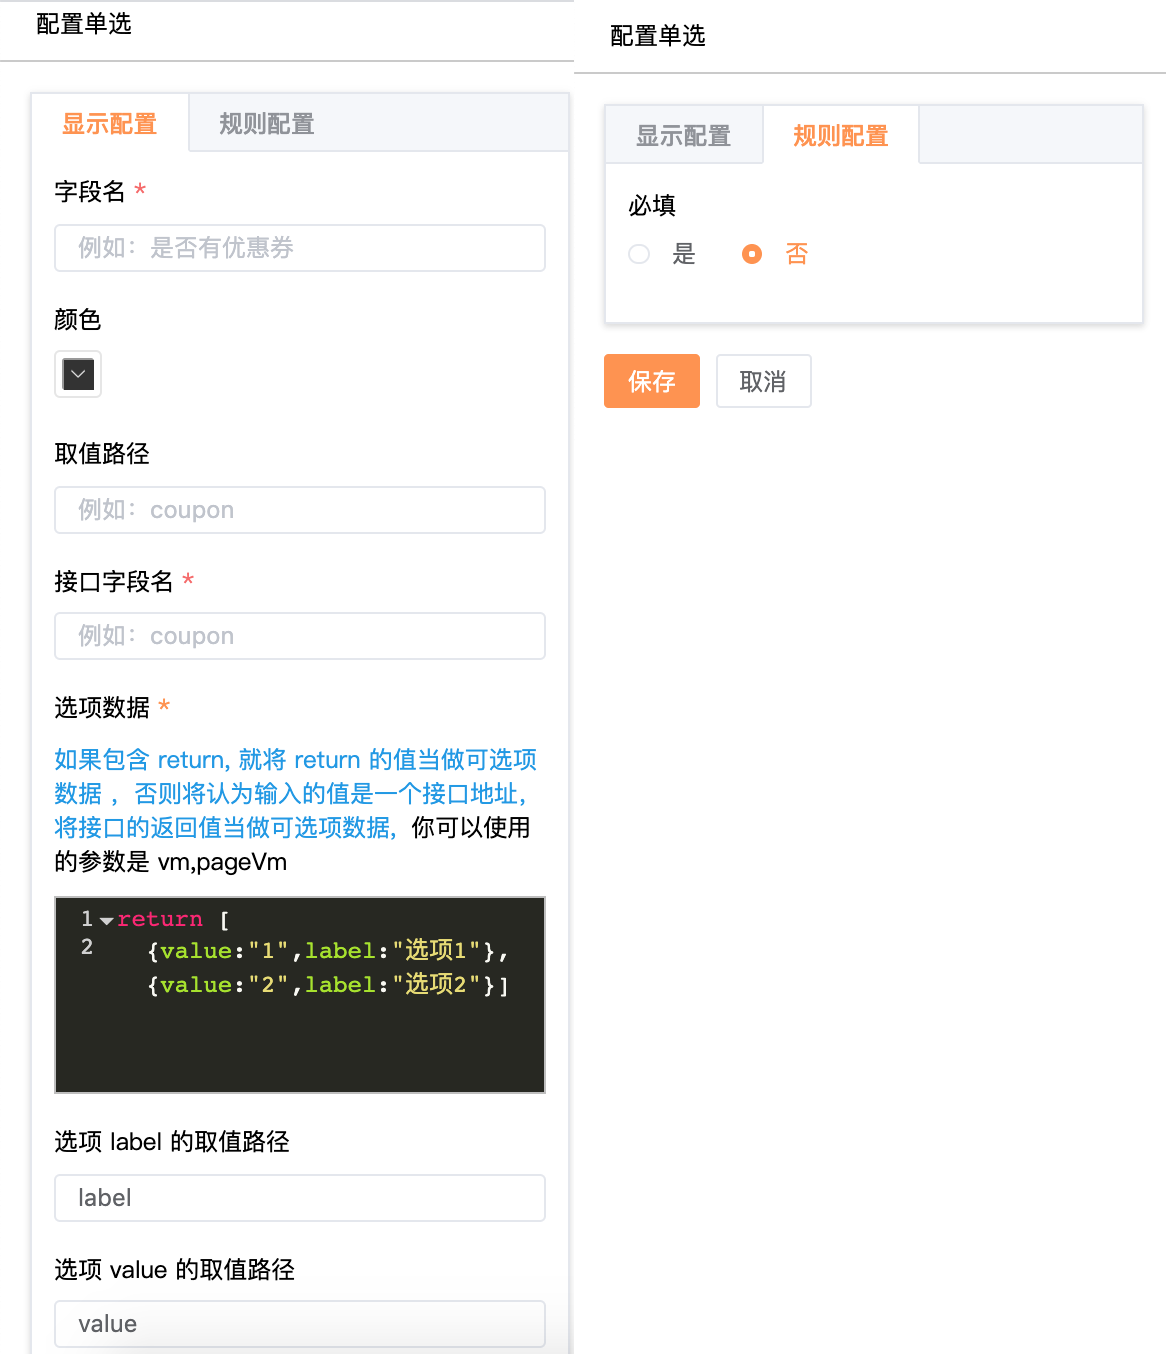 配置单选
显示配置 规则配置
字段名 *
例如：是否有优惠券
颜色
取值路径
例如：coupon
接口字段名 *
例如：coupon
选项数据 *
如果包含 return, 就将 return 的值当做可选项
数据 ，否则将认为输入的值是一个接口地址,
将接口的返回值当做可选项数据, 你可以使用
的参数是 vm,pageVm
1 return [
2 {value:"1",label:"选项1"},
{value:"2",label:"选项2"}]
选项 label 的取值路径
label
选项 value 的取值路径
value
配置单选
显示配置 规则配置
必填
是 否
保存 取消